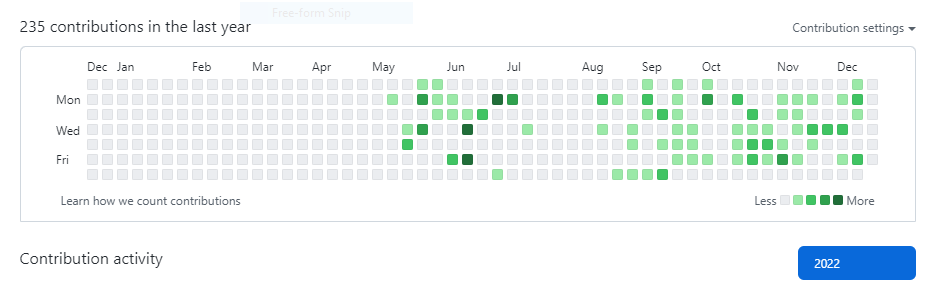 Free-form Snip
235 contributions in the last year
Contribution settings
Dec Jan Feb Mar Apr May Jun Jul Aug Sep Oct Nov Dec
Mon
Wed
Fri
Learn how we count contributions Less More
Contribution activity
2022